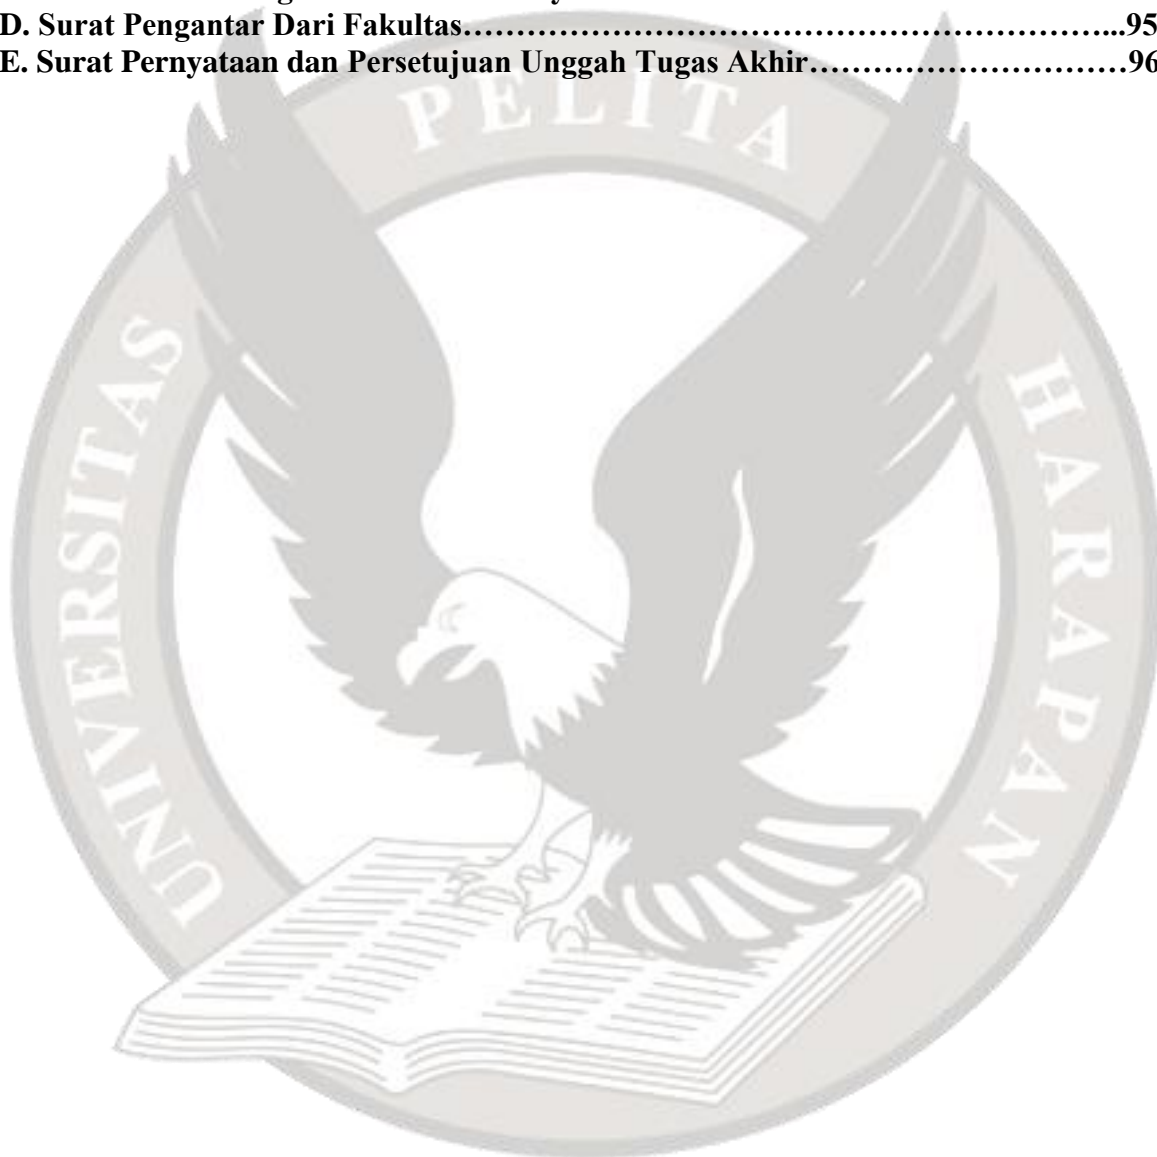 D. Surat Pengantar Dari Fakultas……………………………………………………...95
E. Surat Pernyataan dan Persetujuan Unggah Tugas Akhir…………………………96
PELITA
UNIVERSITAS
HARAPAN